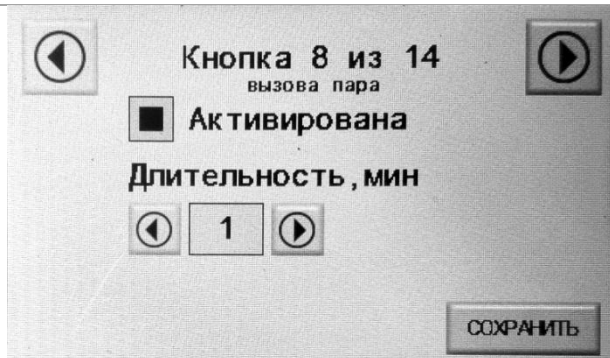 Кнопка 8 из 14
вызова пара
Активирована
Длительность,мин
1
СОХРАНИТЬ